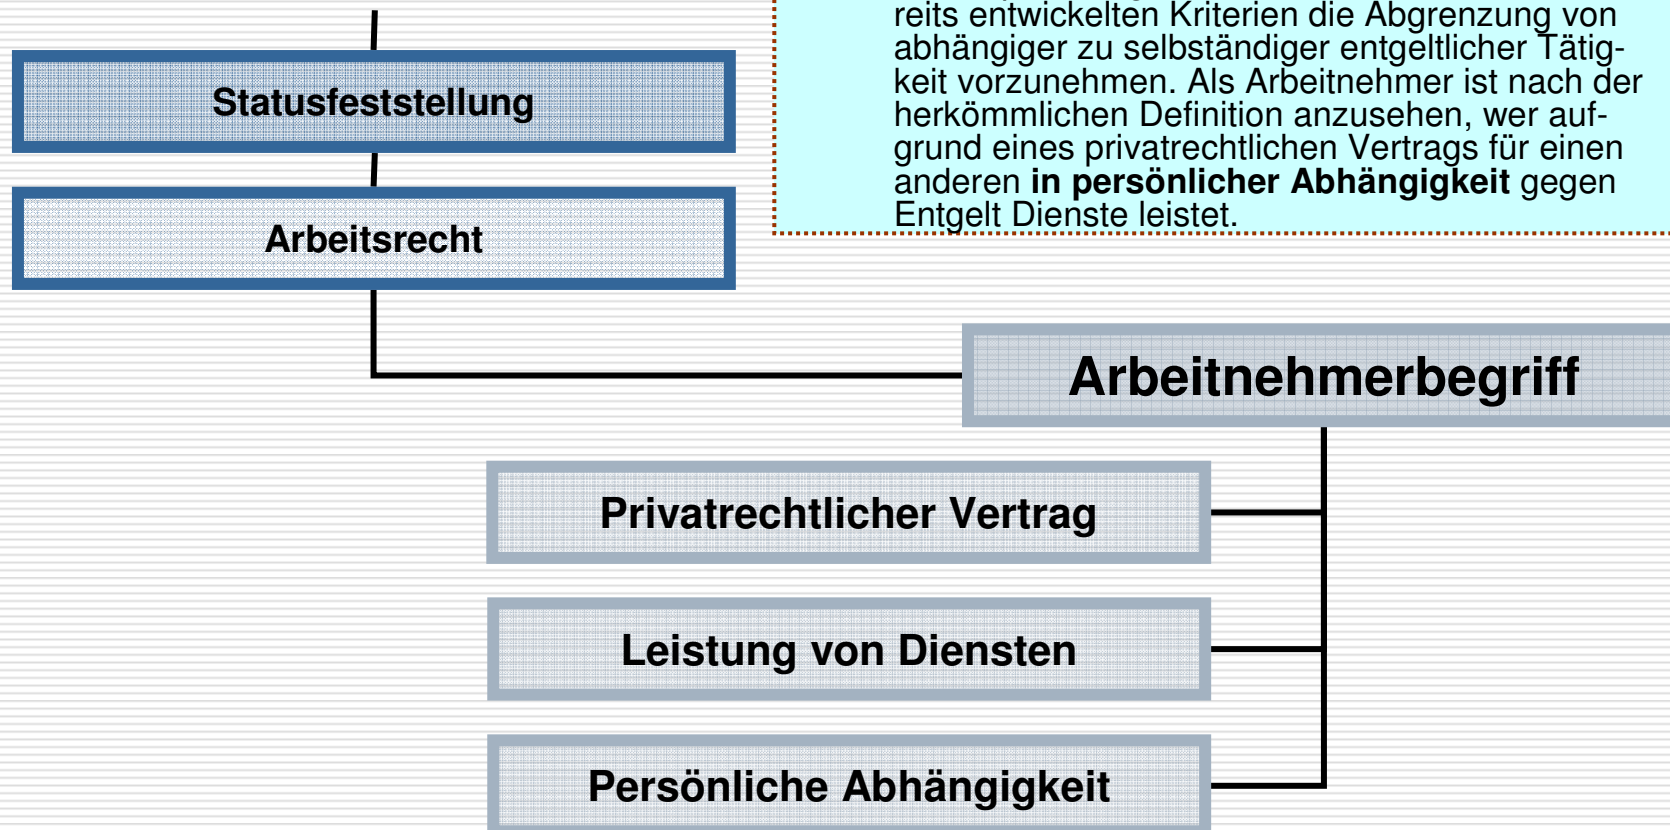 reits entwickelten Kriterien die Abgrenzung von
abhängiger zu selbständiger entgeltlicher Tätig-
keit vorzunehmen. Als Arbeitnehmer ist nach der
herkömmlichen Definition anzusehen, wer auf-
grund eines privatrechtlichen Vertrags für einen
anderen in persönlicher Abhängigkeit gegen
Entgelt Dienste leistet.
Statusfeststellung
Arbeitsrecht
Arbeitnehmerbegriff
Privatrechtlicher Vertrag
Leistung von Diensten
Persönliche Abhängigkeit